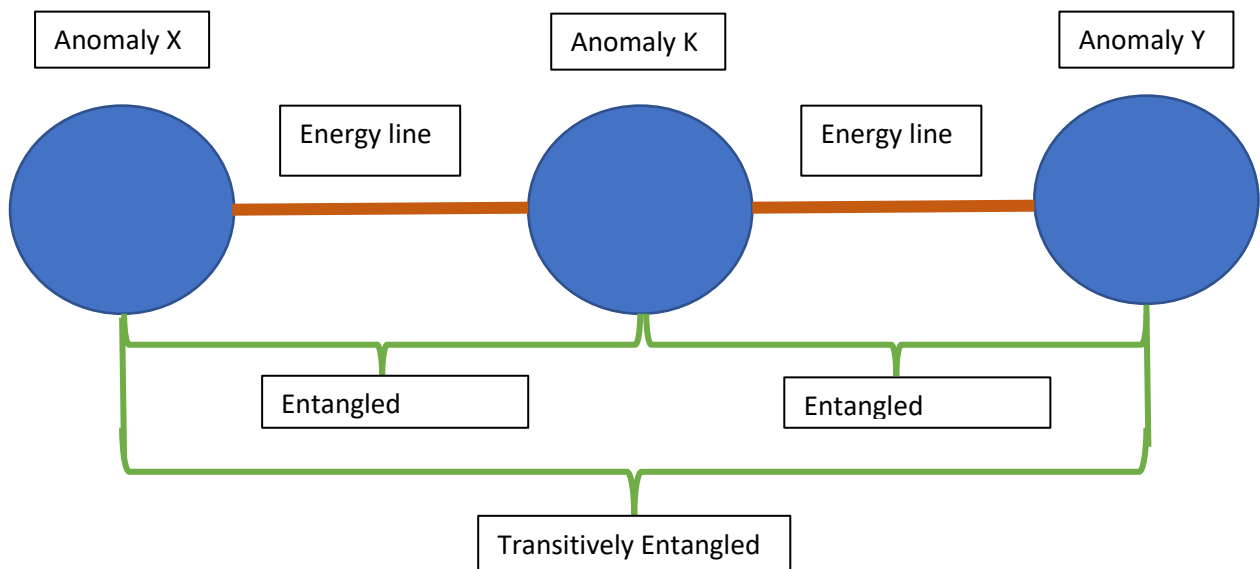 Anomaly X
Anomaly K
Anomaly Y
Energy line
Energy line
Entangled
Entangled
Transitively Entangled